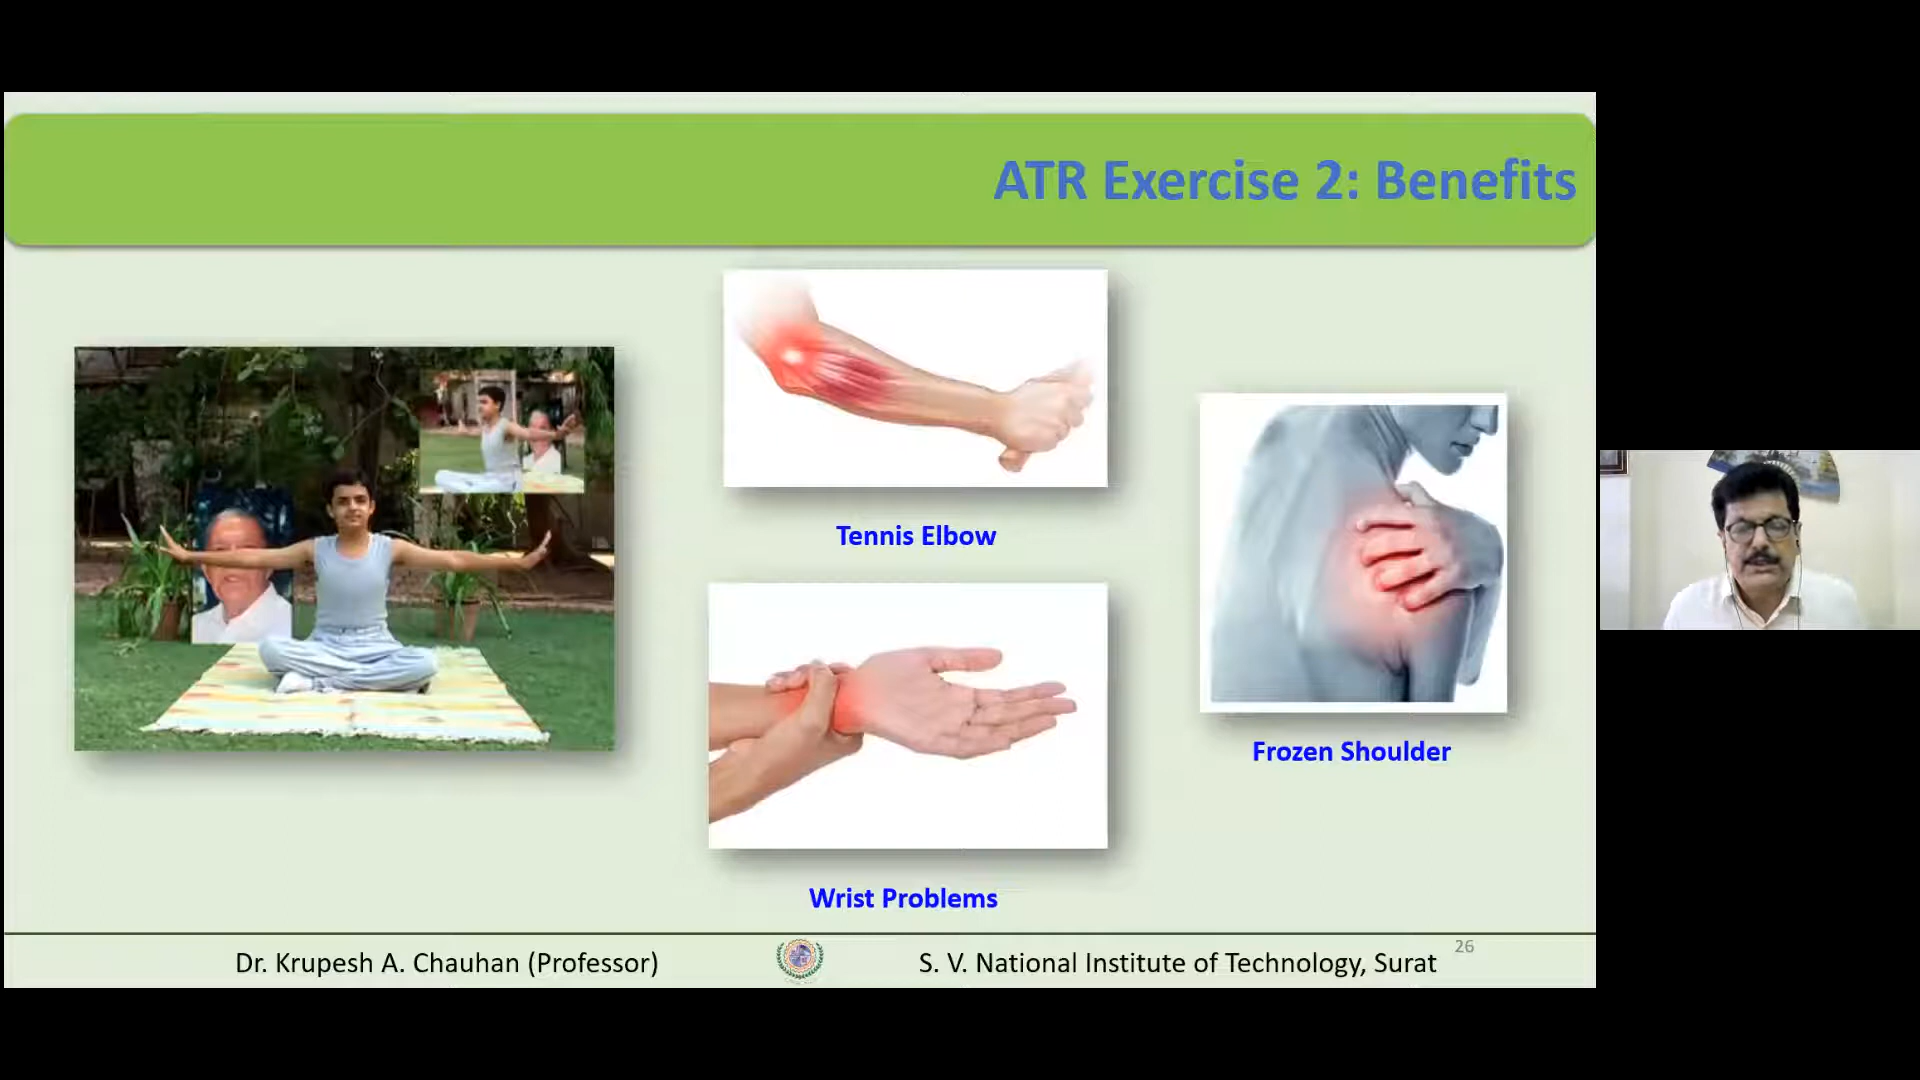 ATR Exercise 2: Benefits
Tennis Elbow
Frozen Shoulder
Wrist Problems
Dr. Krupesh A. Chauhan (Professor)
S. V. National Institute of Technology, Surat
26